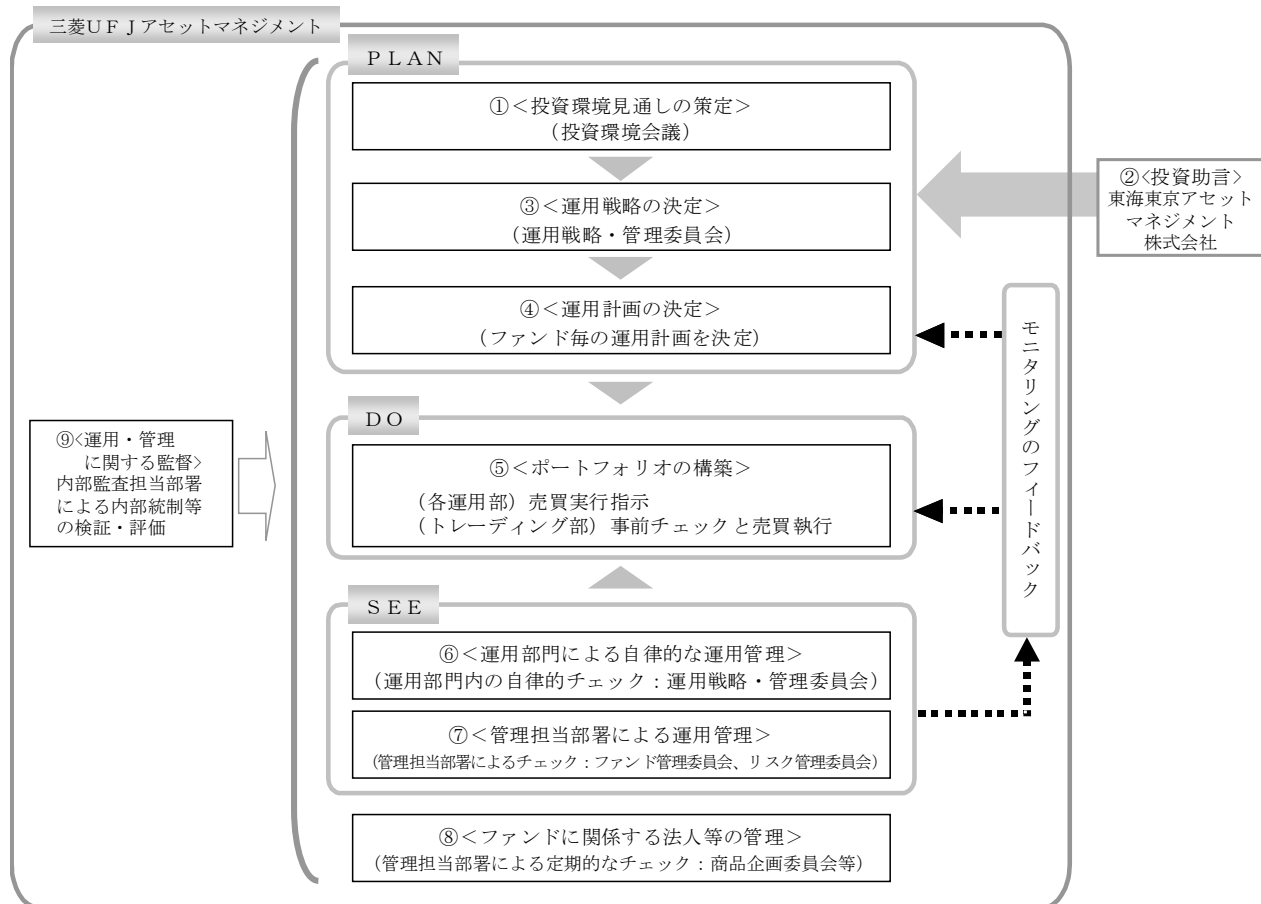 三菱ＵＦＪアセットマネジメント
ＰＬＡＮ
①＜投資環境見通しの策定＞
（投資環境会議）
②<投資助言>
東海東京アセット
マネジメント
株式会社
③＜運用戦略の決定＞
（運用戦略・管理委員会）
④＜運用計画の決定＞
（ファンド毎の運用計画を決定）
モニタリングのフィードバック
ＤＯ
⑤＜ポートフォリオの構築＞
（各運用部）売買実行指示
（トレーディング部）事前チェックと売買執行
⑨<運用・管理
に関する監督>
内部監査担当部署
による内部統制等
の検証・評価
ＳＥＥ
⑥＜運用部門による自律的な運用管理＞
（運用部門内の自律的チェック：運用戦略・管理委員会）
⑦＜管理担当部署による運用管理＞
（管理担当部署によるチェック：ファンド管理委員会、リスク管理委員会）
⑧＜ファンドに関係する法人等の管理＞
（管理担当部署による定期的なチェック：商品企画委員会等）